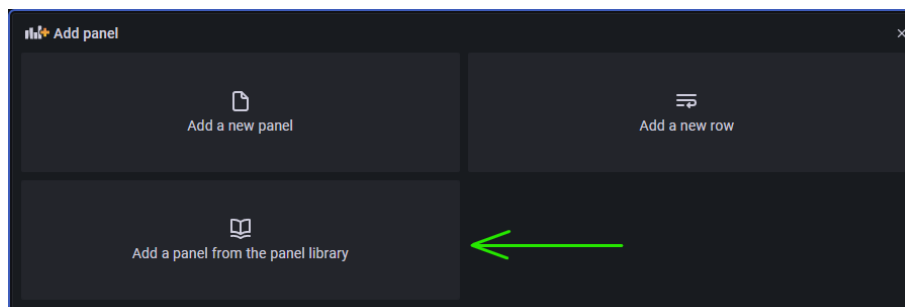 Add panel
Add a new panel
Add a new row
Add a panel from the panel library